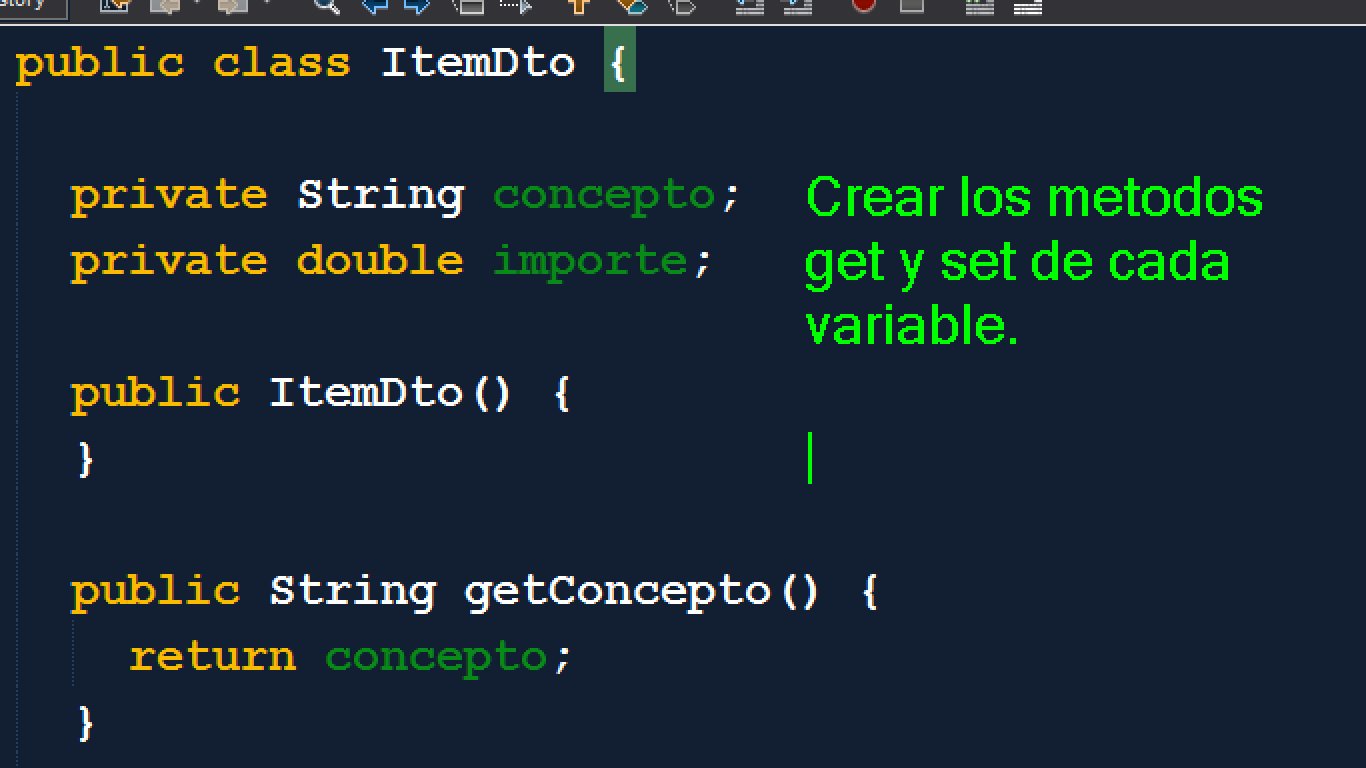 story
public class ItemDto {
private String concepto;
private double importe;
Crear los metodos
get y set de cada
variable.
public ItemDto() {
}
public String getConcepto() {
return concepto;
}